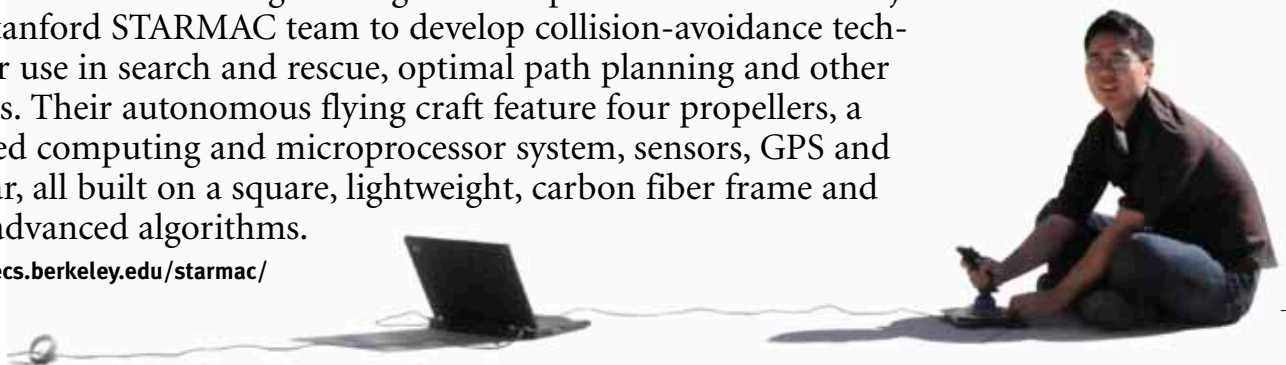 tanford STARMAC team to develop collision-avoidance tech-
r use in search and rescue, optimal path planning and other
s. Their autonomous flying craft feature four propellers, a
ed computing and microprocessor system, sensors, GPS and
ar, all built on a square, lightweight, carbon fiber frame and
advanced algorithms.
ecs.berkeley.edu/starmac/